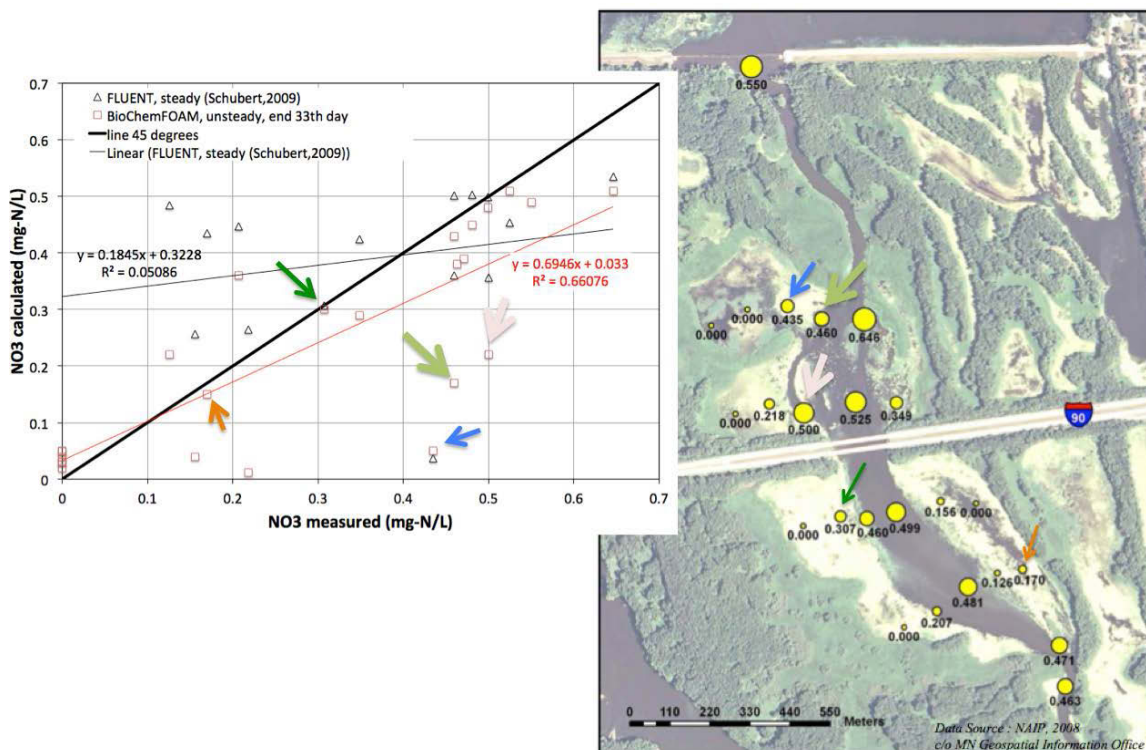 0.7
0.6
0.5
0.4
0.3
0.2
0.1
0
NO3 calculated (mg-N/L)
FLUENT, steady (Schubert,2009)
BioChemFOAM, unsteady, end 33th day
line 45 degrees
Linear (FLUENT, steady (Schubert,2009))
y = 0.1845x + 0.3228
R² = 0.05086
y = 0.6946x + 0.033
R² = 0.66076
0 0.1 0.2 0.3 0.4 0.5 0.6 0.7
NO3 measured (mg-N/L)
0.550
0.000
0.000
0.435
0.460
0.646
0.000
0.218
0.500
0.525
0.349
90
0.000
0.307
0.460
0.499
0.156
0.000
0.126
0.170
0.481
0.207
0.000
0.471
0.463
0 110 220 330 440 550
Meters
Data Source : NAIP, 2008
c/o MN Geospatial Information Office